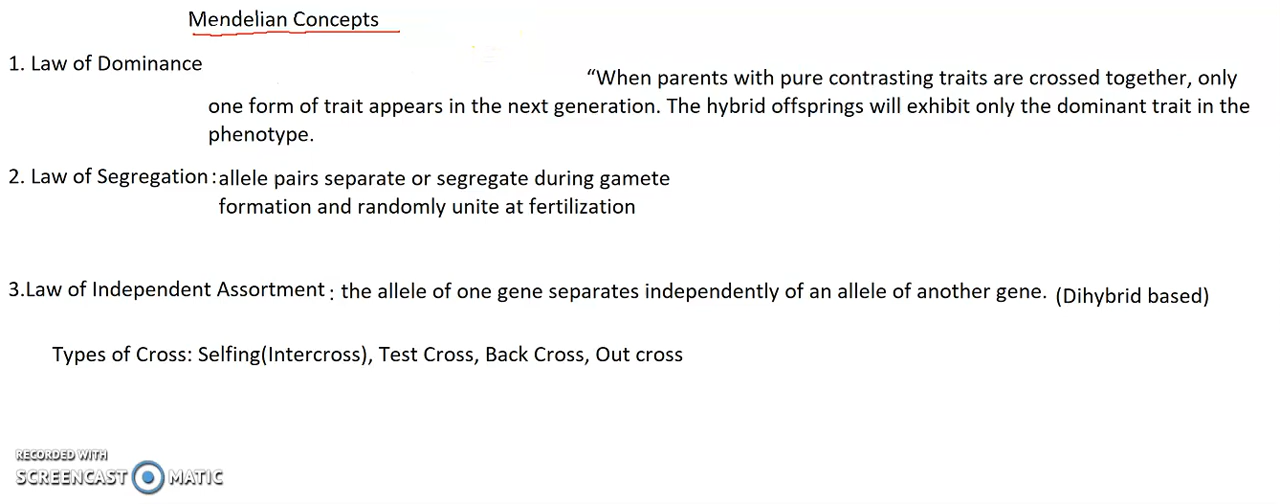 Mendelian Concepts
1. Law of Dominance
“When parents with pure contrasting traits are crossed together, only
one form of trait appears in the next generation. The hybrid offsprings will exhibit only the dominant trait in the
phenotype.
2. Law of Segregation : allele pairs separate or segregate during gamete
formation and randomly unite at fertilization
3.Law of Independent Assortment : the allele of one gene separates independently of an allele of another gene. (Dihybrid based)
Types of Cross: Selfing(Intercross), Test Cross, Back Cross, Out cross
RECORDED WITH
SCREENCAST MATIC